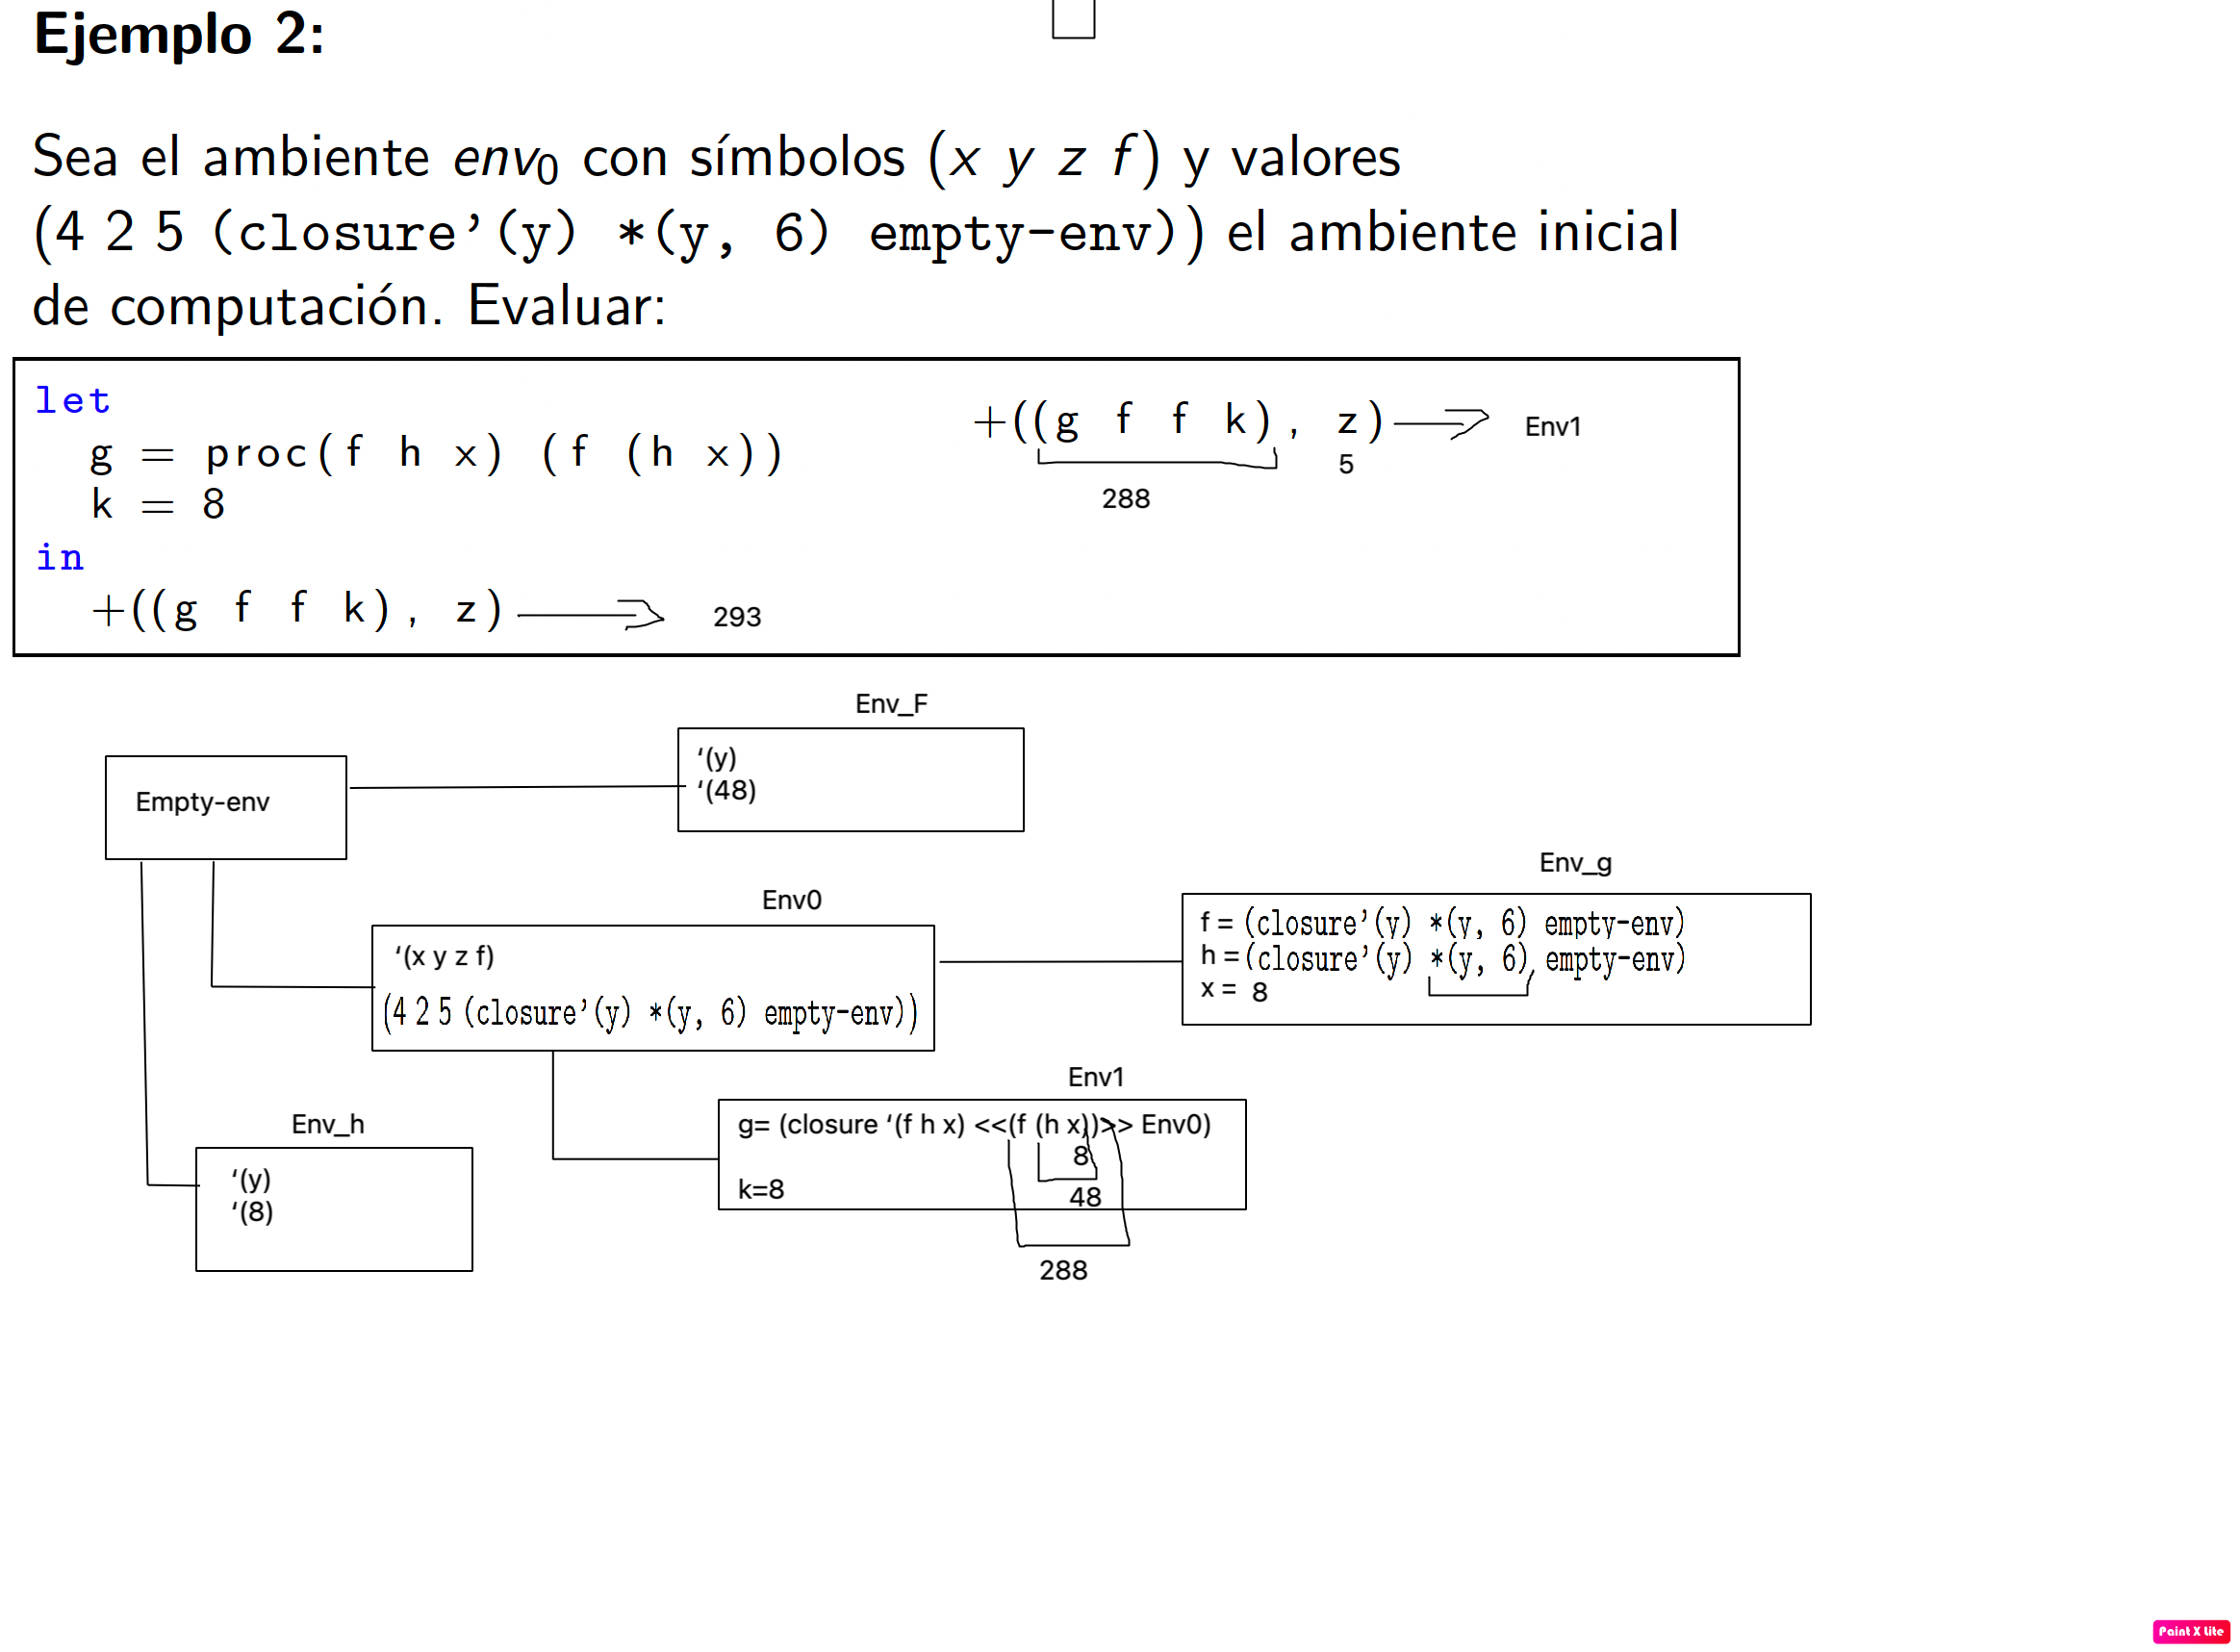 Ejemplo 2:
Sea el ambiente env0 con símbolos (x y z f) y valores
(4 2 5 (closure’(y) *(y, 6) empty-env)) el ambiente inicial
de computación. Evaluar:
let
g = proc(f h x) (f (h x))
k = 8
in
+((g f f k), z)
293
+((g f f k), z)
Env1
5
288
Env_F
‘(y)
‘(48)
Empty-env
Env_g
f = (closure’(y) *(y, 6) empty-env)
h = (closure’(y) *(y, 6) empty-env)
x = 8
Env0
‘(x y z f)
(4 2 5 (closure’(y) *(y, 6) empty-env))
Env1
g= (closure ‘(f h x) <<(f (h x))>> Env0)
8
k=8
48
288
Env_h
‘(y)
‘(8)
Paint X Lite